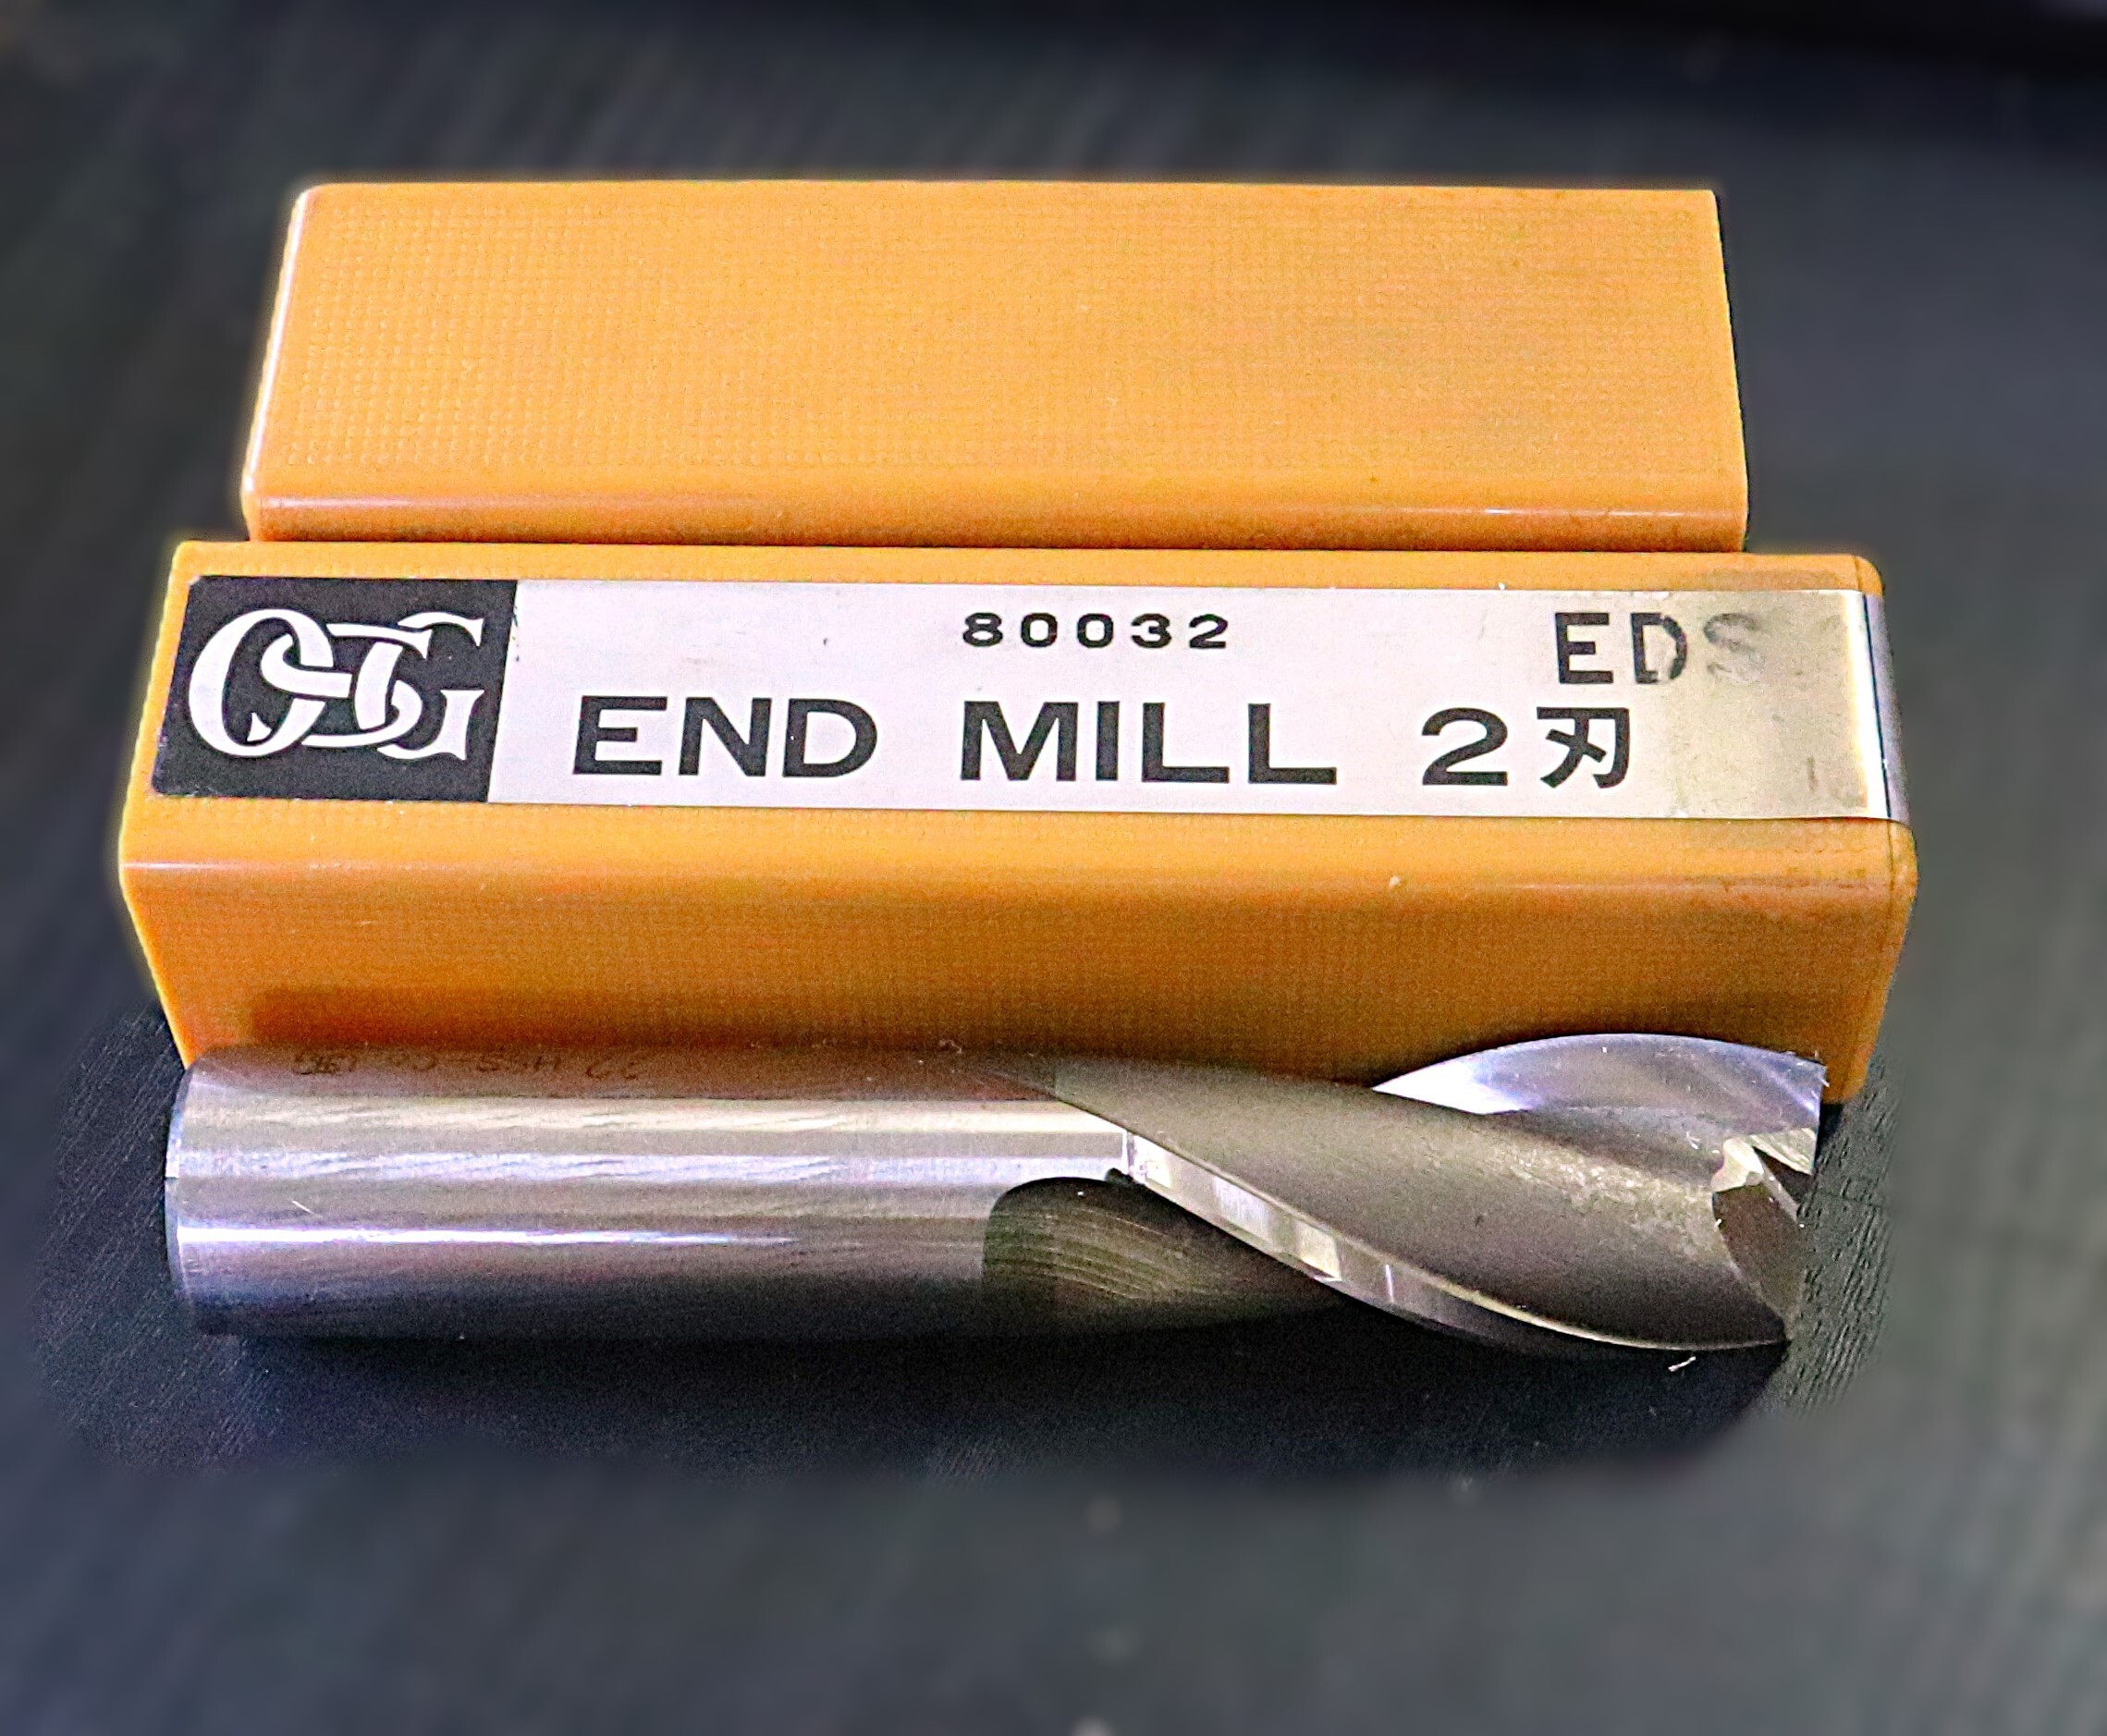 OSG
80032
EDS
END MILL 2刃